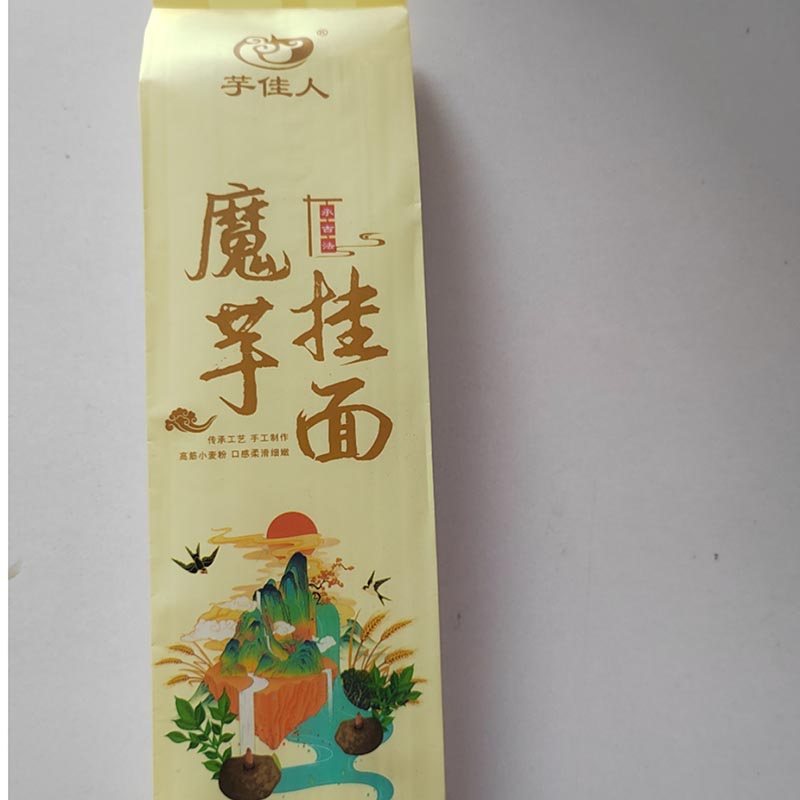 ®
芋佳人
魔芋
承古法
挂面
传承工艺 手工制作
高筋小麦粉 口感柔滑细嫩